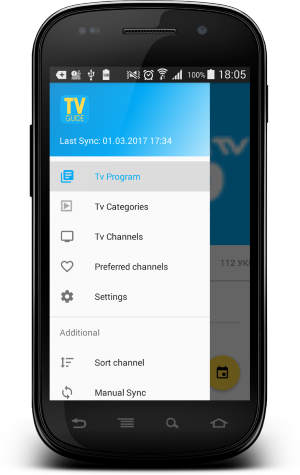 100% 18:05
TV
GUIDE
Last Sync: 01.03.2017 17:34
Tv Program
Tv Categories
Tv Channels
Preferred channels
Settings
Additional
Sort channel
Manual Sync
TV
112 УК